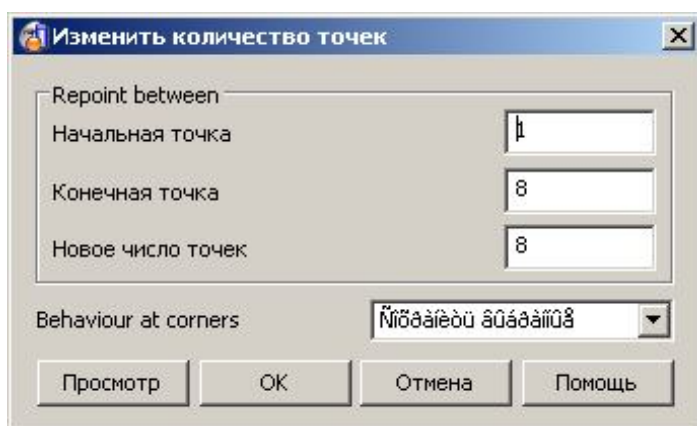 Изменить количество точек
Repoint between
Начальная точка 1
Конечная точка 8
Новое число точек 8
Behaviour at corners Ñîõðàíèòü âûáðàííûå
Просмотр OK Отмена Помощь